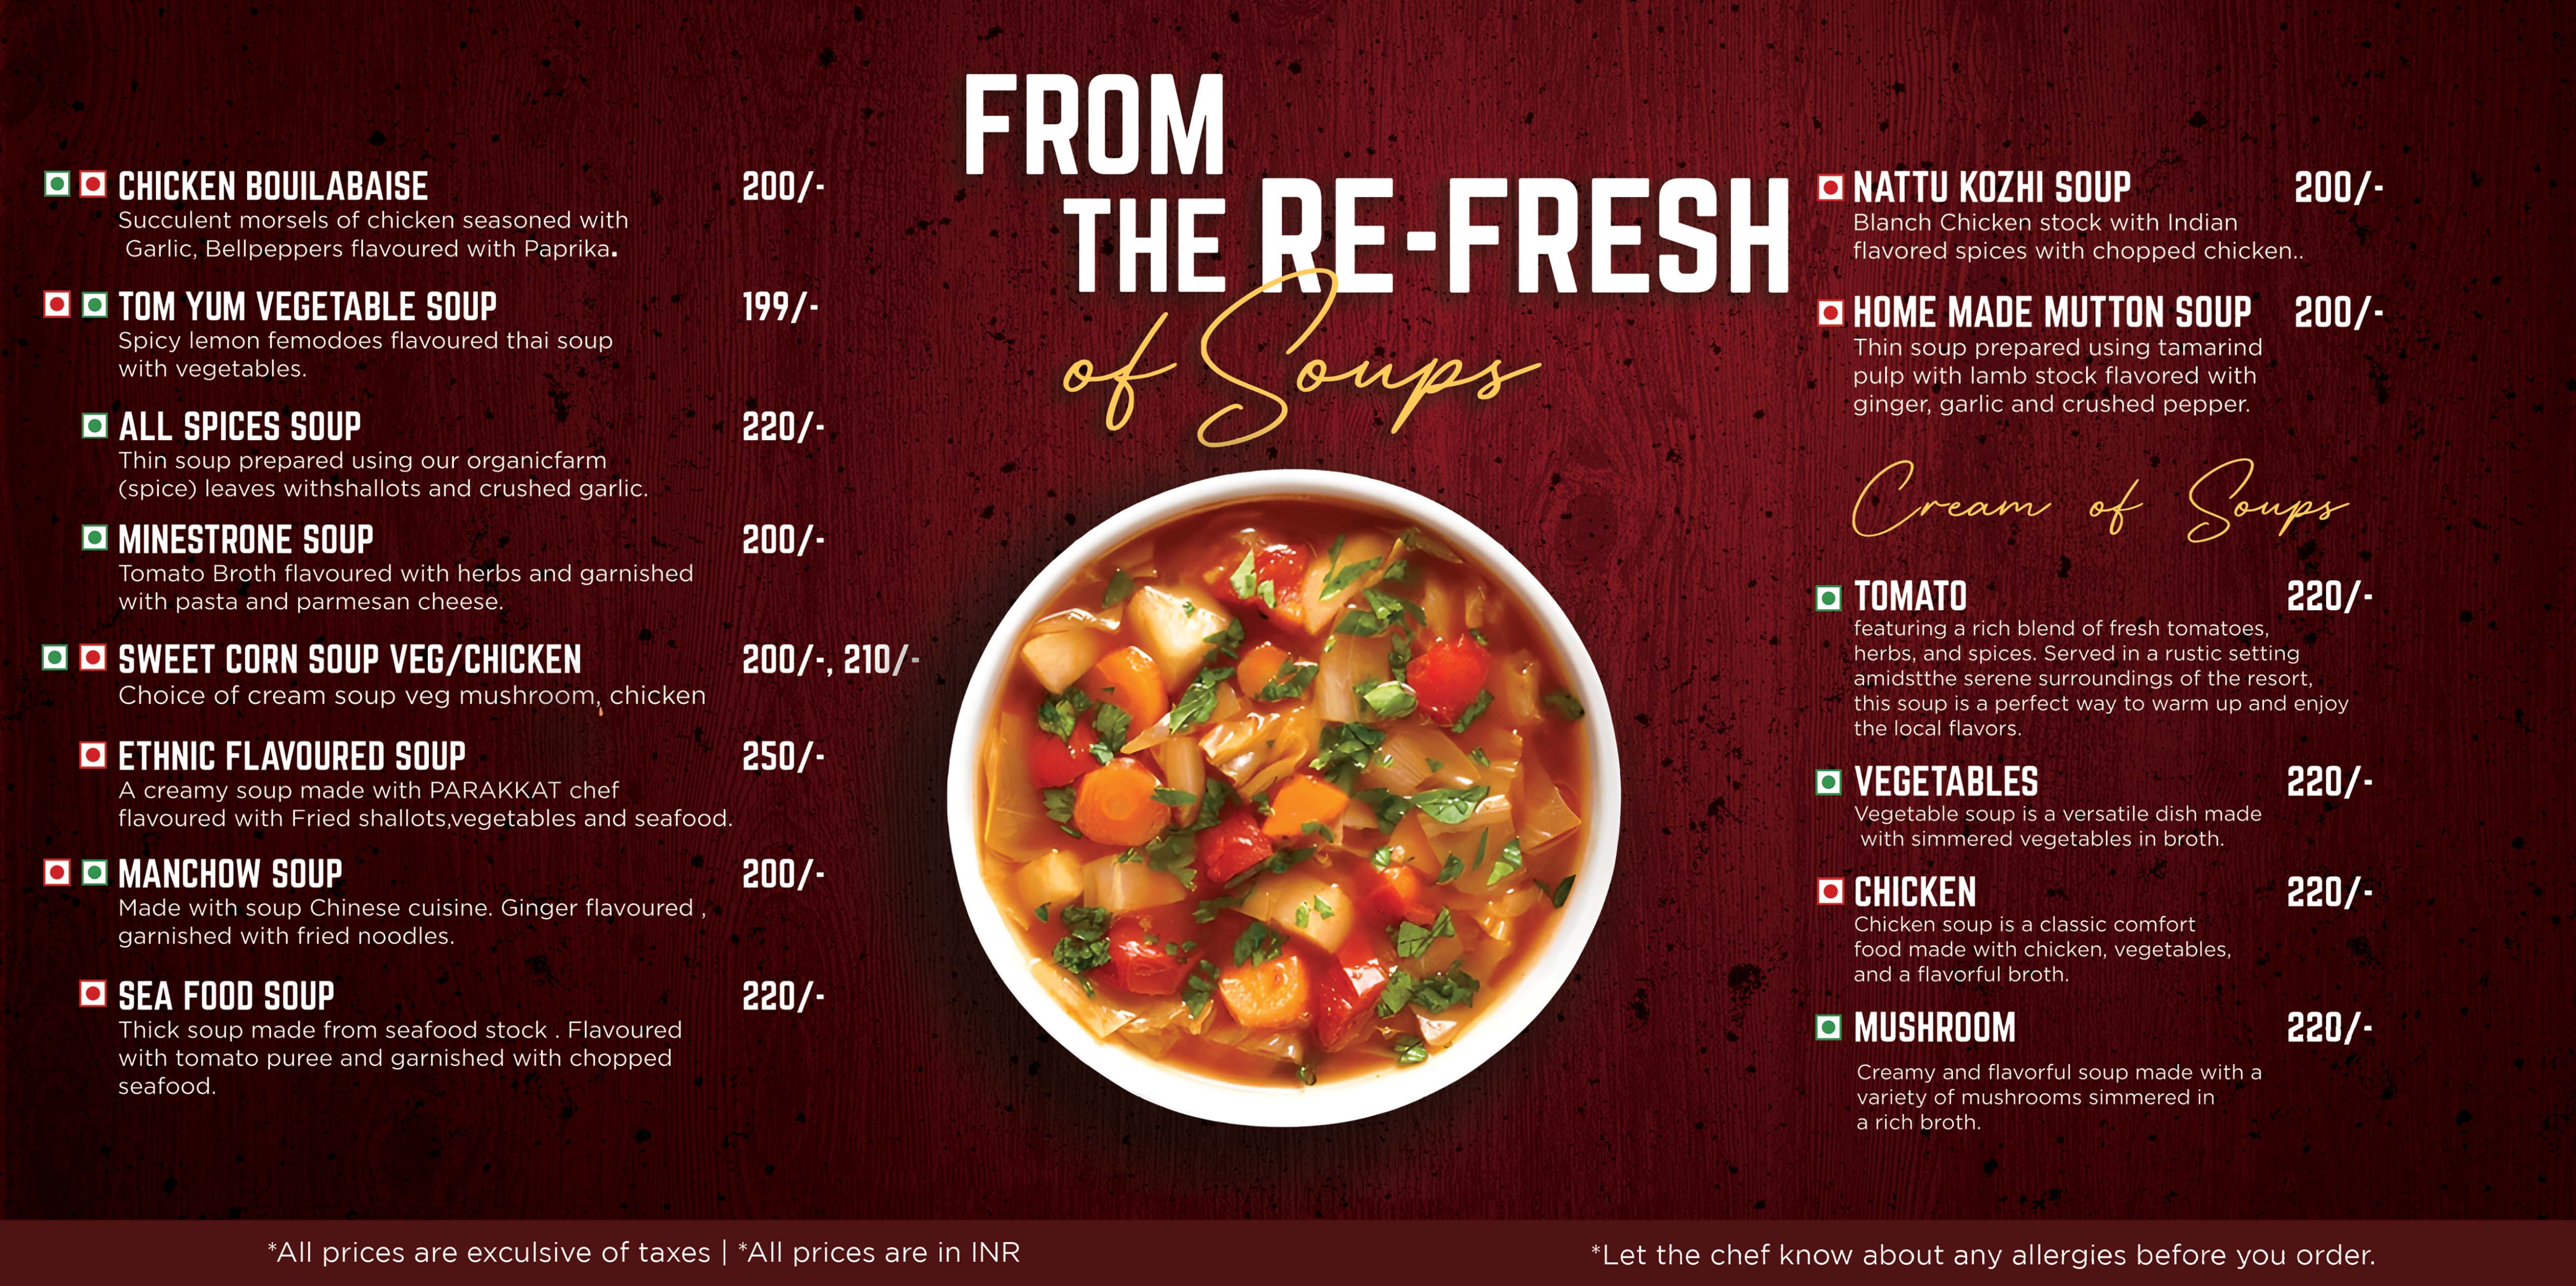 CHICKEN BOUILABAISE 200/-
Succulent morsels of chicken seasoned with
Garlic, Bellpeppers flavoured with Paprika.
TOM YUM VEGETABLE SOUP 199/-
Spicy lemon femodoes flavoured thai soup
with vegetables.
ALL SPICES SOUP 220/-
Thin soup prepared using our organicfarm
(spice) leaves withshallots and crushed garlic.
MINESTRONE SOUP 200/-
Tomato Broth flavoured with herbs and garnished
with pasta and parmesan cheese.
SWEET CORN SOUP VEG/CHICKEN 200/-, 210/-
Choice of cream soup veg mushroom, chicken
ETHNIC FLAVOURED SOUP 250/-
A creamy soup made with PARAKKAT chef
flavoured with Fried shallots,vegetables and seafood.
MANCHOW SOUP 200/-
Made with soup Chinese cuisine. Ginger flavoured ,
garnished with fried noodles.
SEA FOOD SOUP 220/-
Thick soup made from seafood stock . Flavoured
with tomato puree and garnished with chopped
seafood.
FROM
THE RE-FRESH
of Soups
NATTU KOZHI SOUP 200/-
Blanch Chicken stock with Indian
flavored spices with chopped chicken..
HOME MADE MUTTON SOUP 200/-
Thin soup prepared using tamarind
pulp with lamb stock flavored with
ginger, garlic and crushed pepper.
Cream of Soups
TOMATO 220/-
featuring a rich blend of fresh tomatoes,
herbs, and spices. Served in a rustic setting
amidstthe serene surroundings of the resort,
this soup is a perfect way to warm up and enjoy
the local flavors.
VEGETABLES 220/-
Vegetable soup is a versatile dish made
with simmered vegetables in broth.
CHICKEN 220/-
Chicken soup is a classic comfort
food made with chicken, vegetables,
and a flavorful broth.
MUSHROOM 220/-
Creamy and flavorful soup made with a
variety of mushrooms simmered in
a rich broth.
*All prices are exculsive of taxes | *All prices are in INR
*Let the chef know about any allergies before you order.